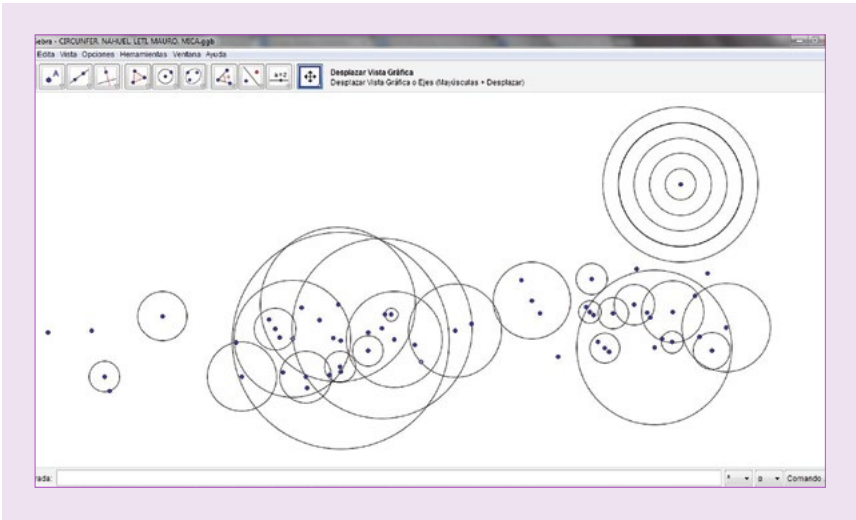 ebra - CIRCUNFER. NAHUEL. LETI. MAURO. MICA.ggb
Edita Vista Opciones Herramientas Ventana Ayuda
A
a=2
Desplazar Vista Gráfica
Desplazar Vista Gráfica o Ejes (Mayúsculas + Desplazar)
rada:
Comando